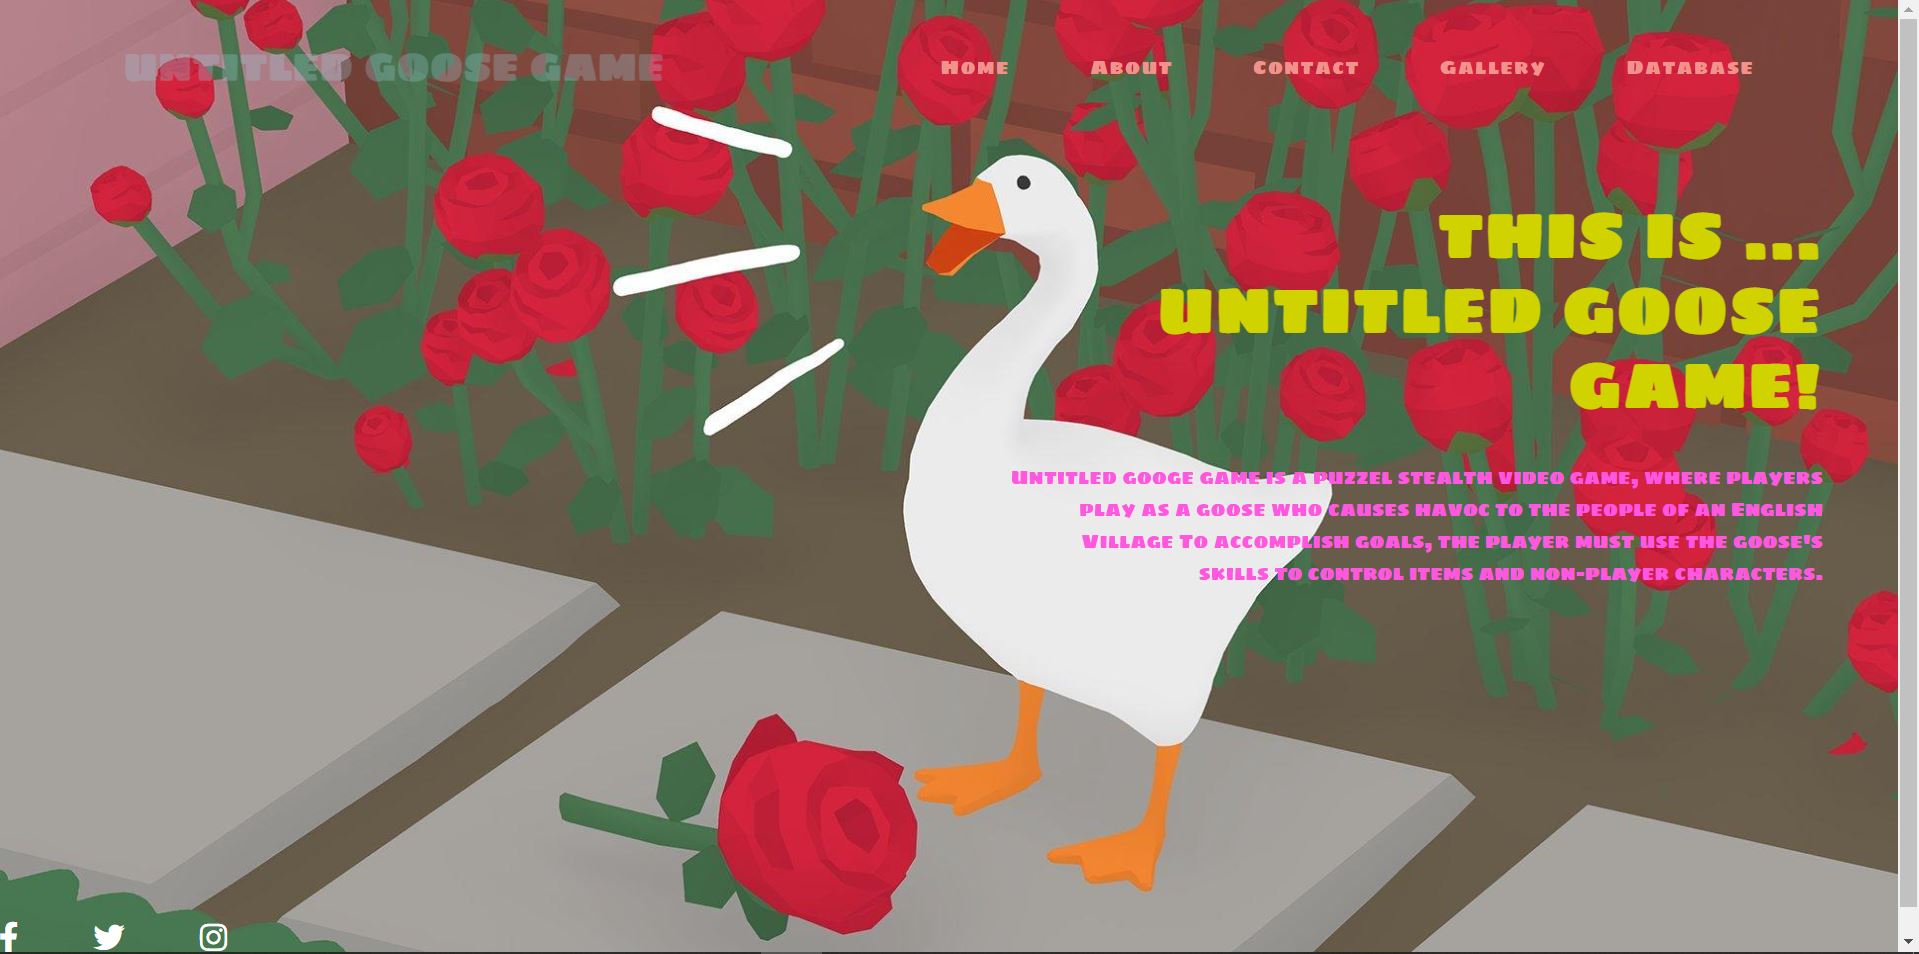 UNTITLED GOOSE GAME
Home About Contact Gallery Database
THIS IS ...
UNTITLED GOOSE
GAME!
Untitled googe game is a puzzel stealth video game, where players
play as a goose who causes havoc to the people of an English
Village To accomplish goals, the player must use the goose's
skills to control items and non-player characters.